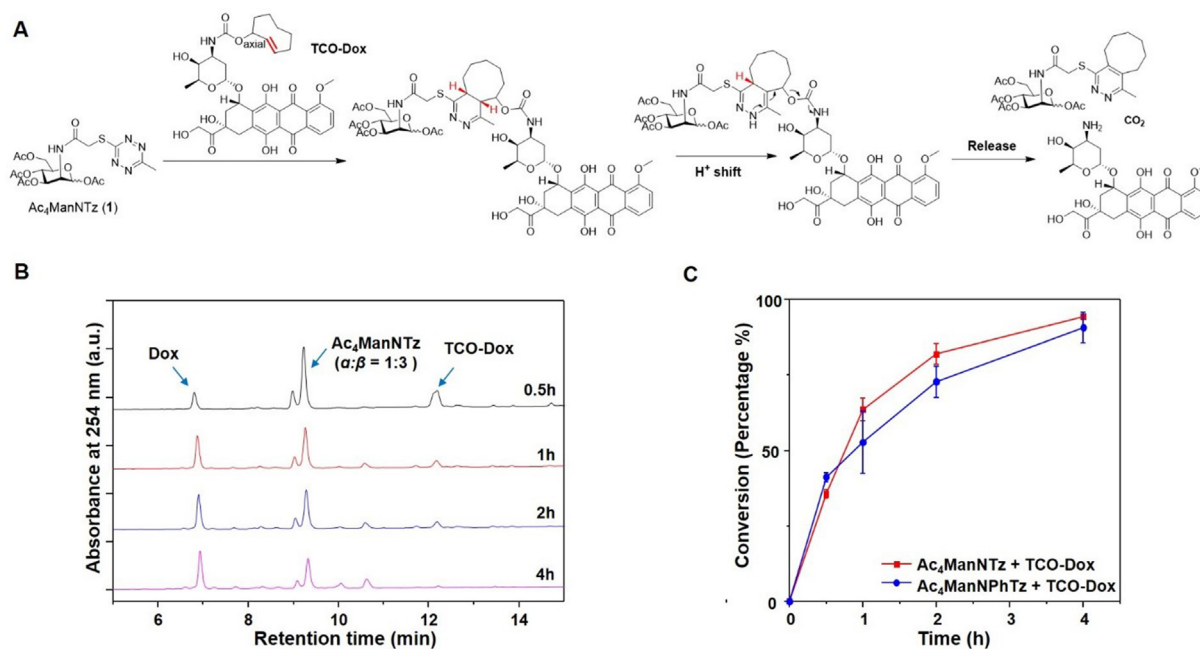 A
TCO-Dox
axial
Ac₄ManNTz (1)
H⁺ shift
Release
CO₂
B
Absorbance at 254 nm (a.u.)
Dox
Ac₄ManNTz
(α:β = 1:3 )
TCO-Dox
0.5h
1h
2h
4h
6
8
10
12
14
Retention time (min)
C
Conversion (Percentage %)
100
50
0
Ac₄ManNTz + TCO-Dox
Ac₄ManNPhTz + TCO-Dox
0
1
2
3
4
Time (h)